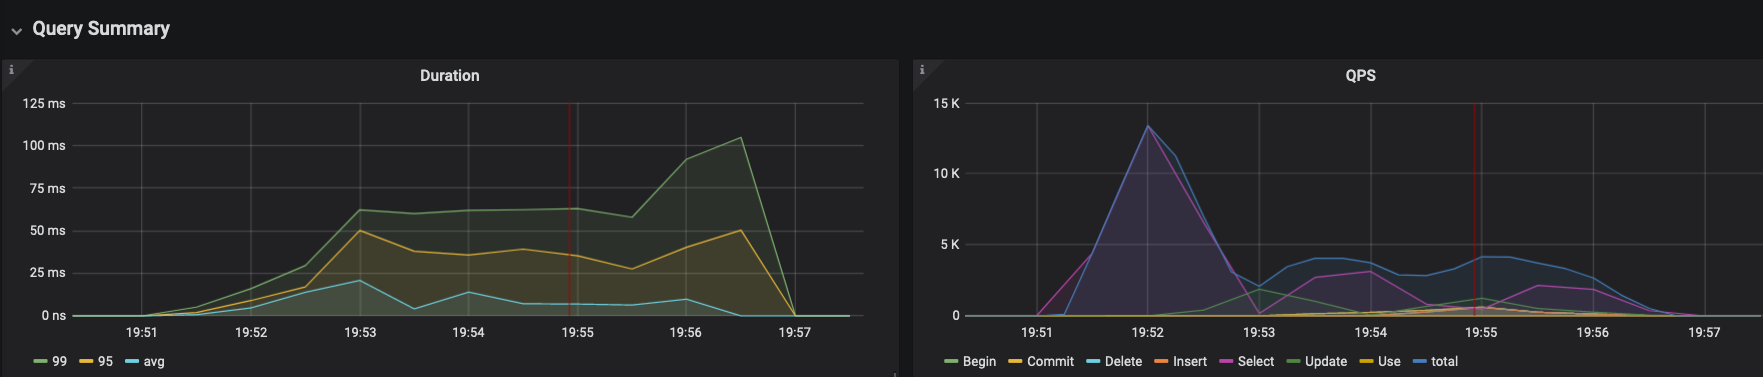 Query Summary
i
Duration
125 ms
100 ms
75 ms
50 ms
25 ms
0 ns
19:51 19:52 19:53 19:54 19:55 19:56 19:57
99 95 avg
i
QPS
15 K
10 K
5 K
0
19:51 19:52 19:53 19:54 19:55 19:56 19:57
Begin Commit Delete Insert Select Update Use total